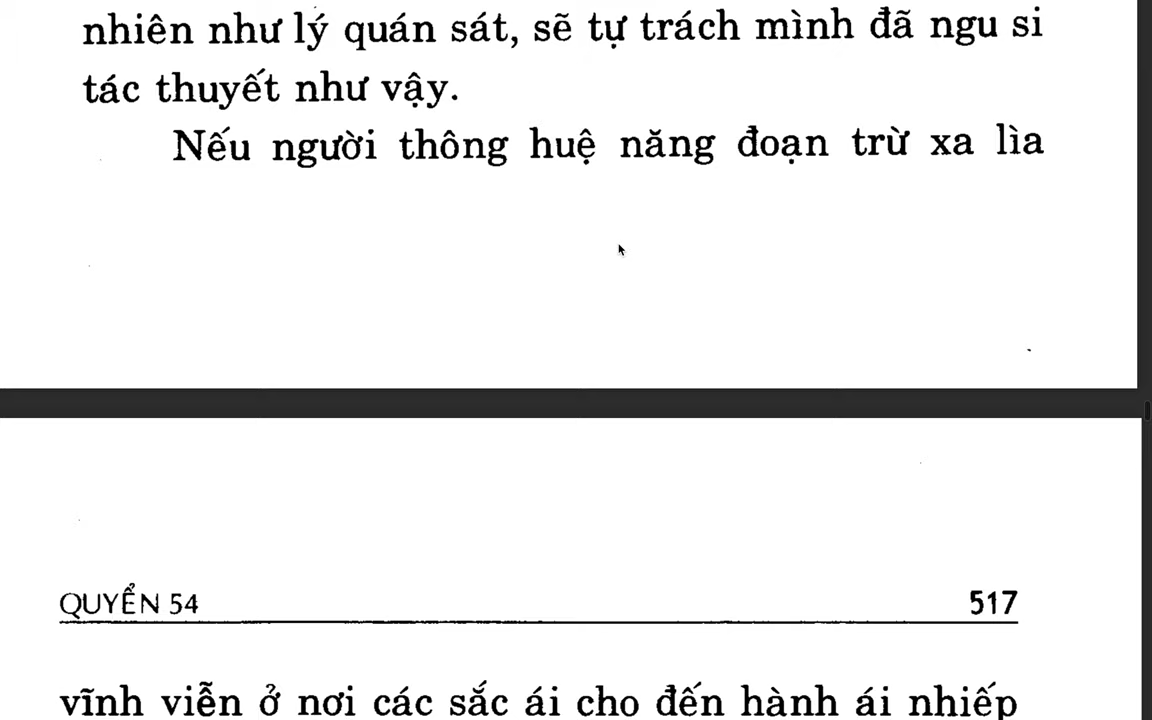 nhiên như lý quán sát, sẽ tự trách mình đã ngu si
tác thuyết như vậy.
Nếu người thông huệ năng đoạn trừ xa lìa
QUYỂN 54 517
vĩnh viễn ở nơi các sắc ái cho đến hành ái nhiếp